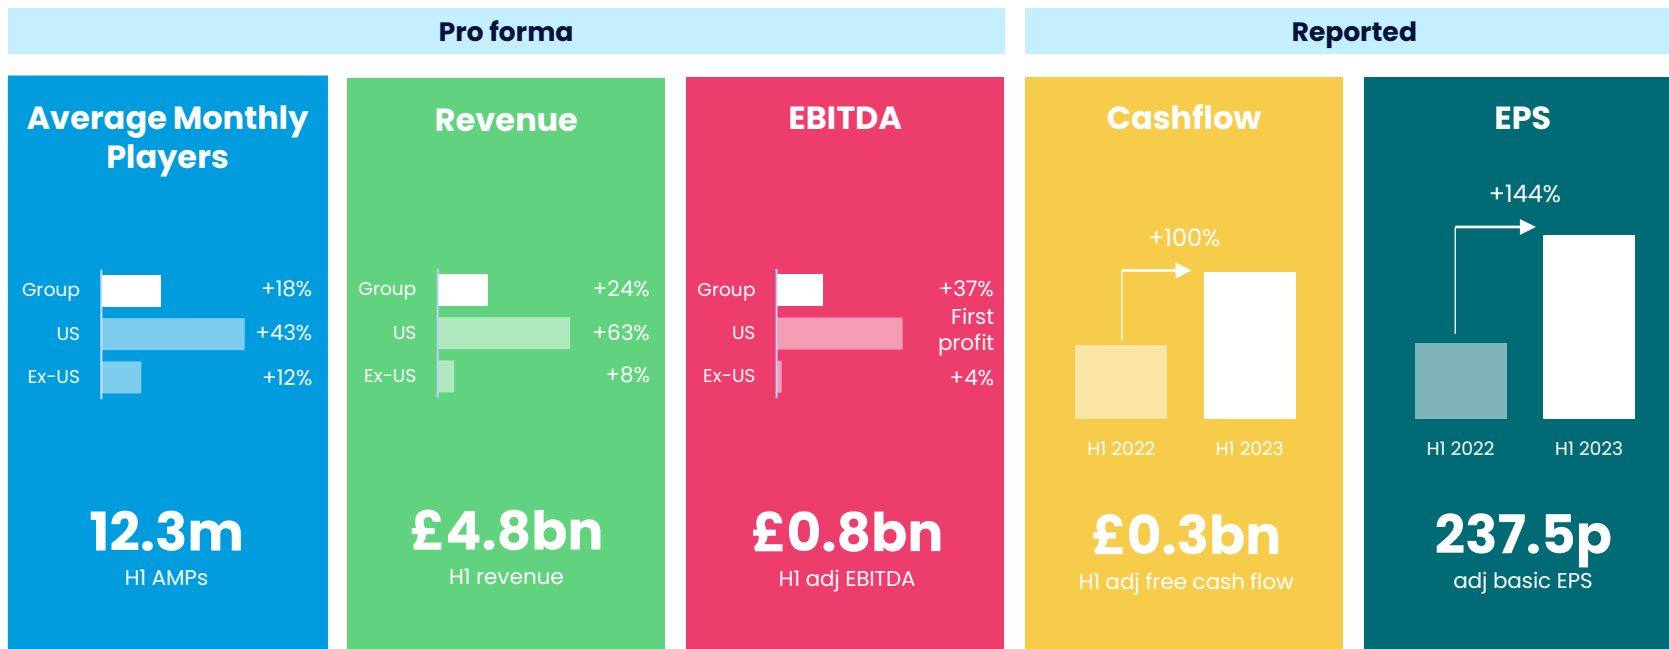 Pro forma
Reported
Average Monthly
Players
Group +18%
US +43%
Ex-US +12%
12.3m
H1 AMPs
Revenue
Group +24%
US +63%
Ex-US +8%
£4.8bn
H1 revenue
EBITDA
Group +37%
US First
profit
Ex-US +4%
£0.8bn
H1 adj EBITDA
Cashflow
+100%
H1 2022 H1 2023
£0.3bn
H1 adj free cash flow
EPS
+144%
H1 2022 H1 2023
237.5p
adj basic EPS